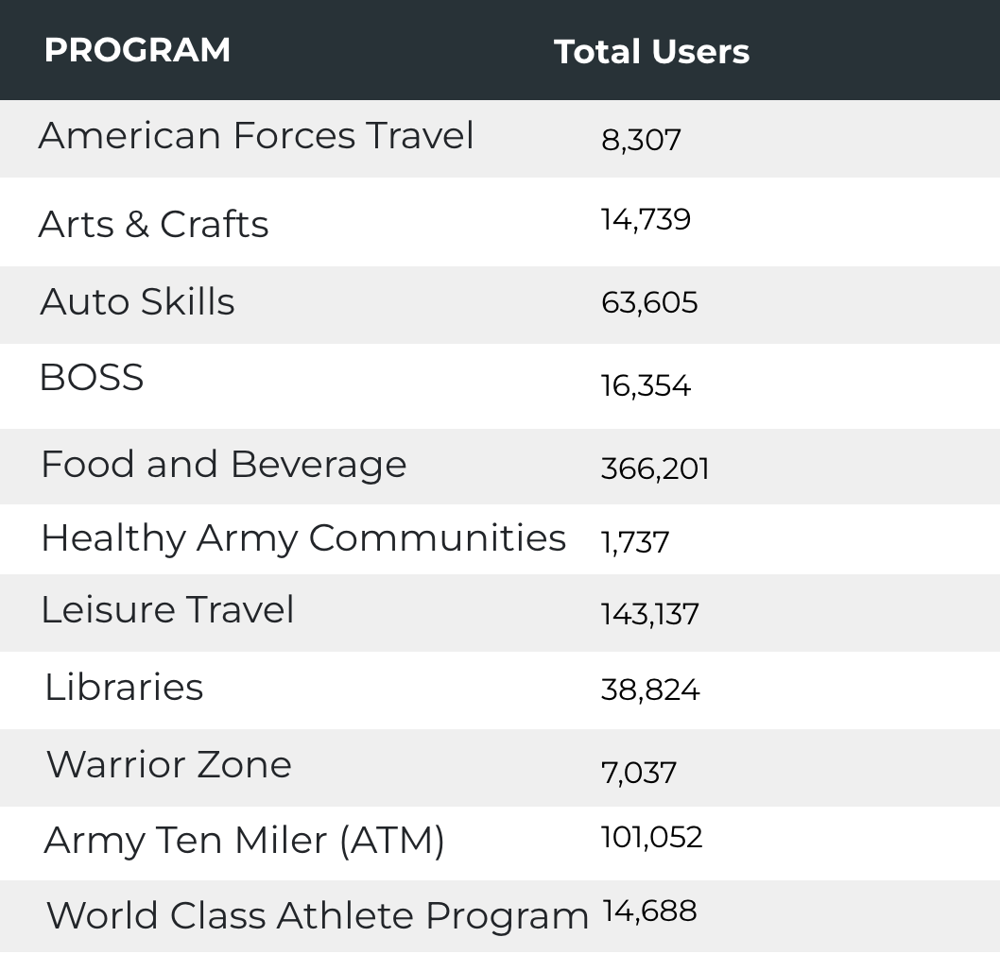 PROGRAM Total Users
American Forces Travel 8,307
Arts & Crafts 14,739
Auto Skills 63,605
BOSS 16,354
Food and Beverage 366,201
Healthy Army Communities 1,737
Leisure Travel 143,137
Libraries 38,824
Warrior Zone 7,037
Army Ten Miler (ATM) 101,052
World Class Athlete Program 14,688